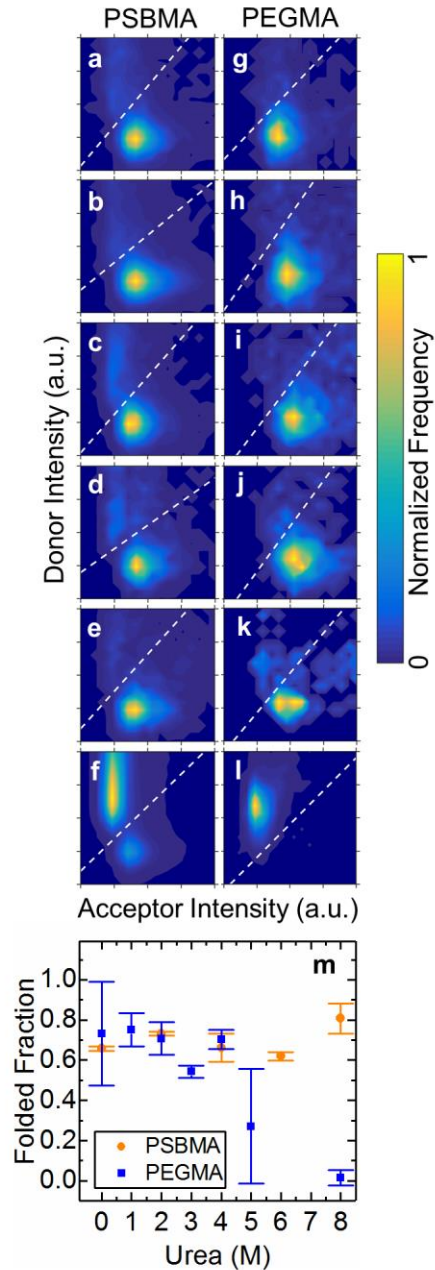 PSBMA PEGMA
a g
b h
c i
d j
e k
f l
Donor Intensity (a.u.)
Acceptor Intensity (a.u.)
1
Normalized Frequency
0
m
1.0
0.8
0.6
0.4
0.2
0.0
Folded Fraction
PSBMA
PEGMA
0 1 2 3 4 5 6 7 8
Urea (M)